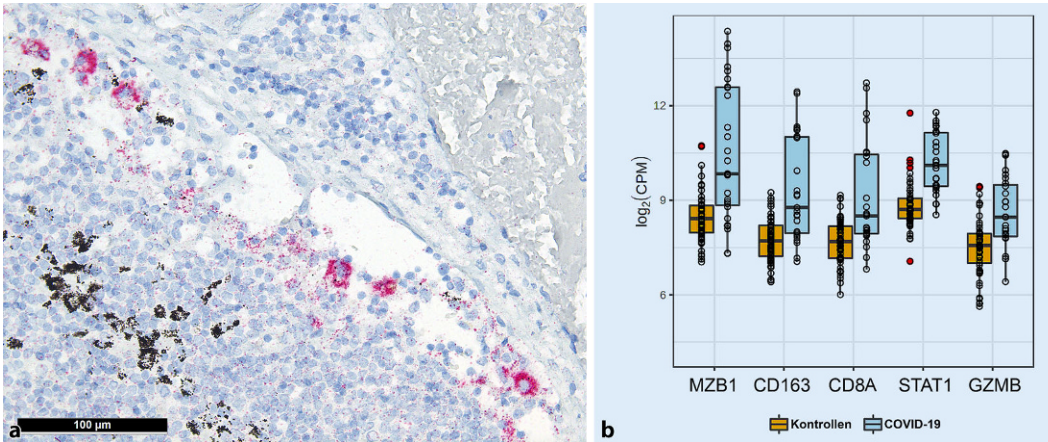 100 µm
a
12
9
6
log2(CPM)
MZB1 CD163 CD8A STAT1 GZMB
Kontrollen COVID-19
b